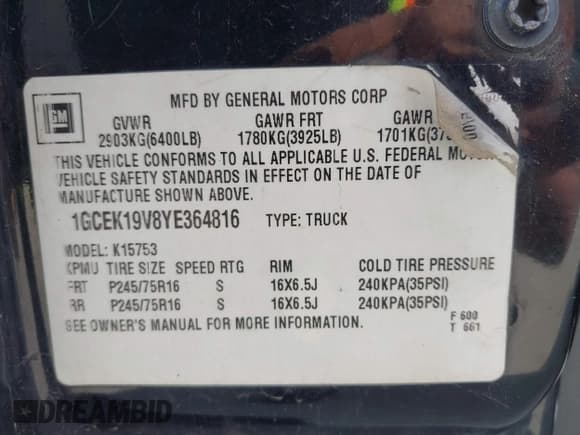 GM
MFD BY GENERAL MOTORS CORP
GVWR GAWR FRT GAWR
2903KG(6400LB) 1780KG(3925LB) 1701KG(37
THIS VEHICLE CONFORMS TO ALL APPLICABLE U.S. FEDERAL MOTOR
VEHICLE SAFETY STANDARDS IN EFFECT ON THE DATE OF
MANUFACTURE SHOWN ABOVE.
1GCEK19V8YE364816 TYPE: TRUCK
MODEL: K15753
KPMU TIRE SIZE SPEED RTG RIM COLD TIRE PRESSURE
FRT P245/75R16 S 16X6.5J 240KPA(35PSI)
RR P245/75R16 S 16X6.5J 240KPA(35PSI)
SEE OWNER'S MANUAL FOR MORE INFORMATION.
F 600
T 661
DREAMBID